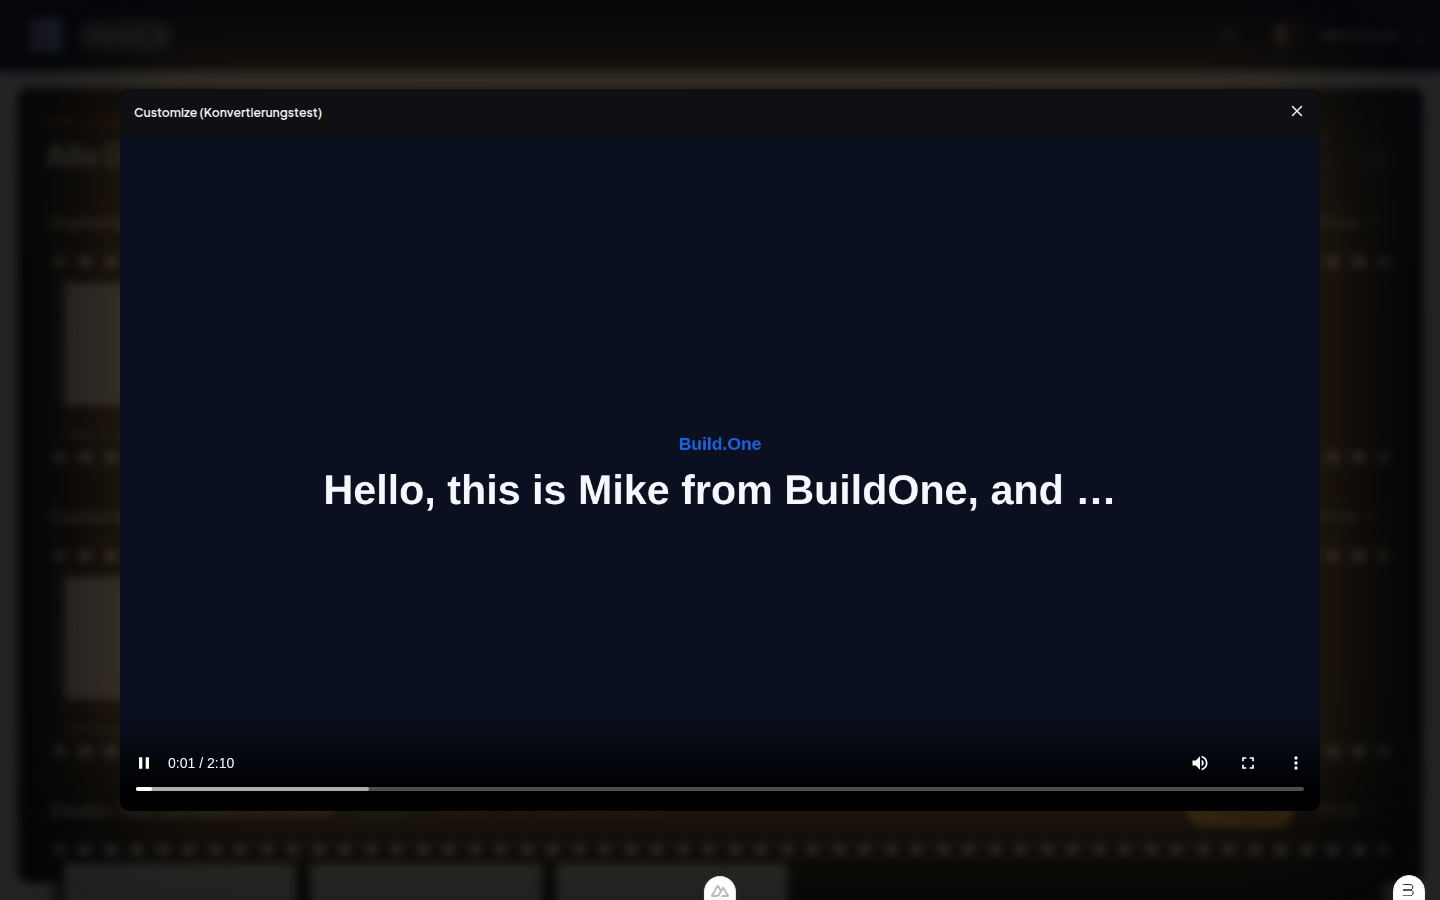 Customize (Konvertierungstest)
Build.One
Hello, this is Mike from BuildOne, and ...
0:01 / 2:10